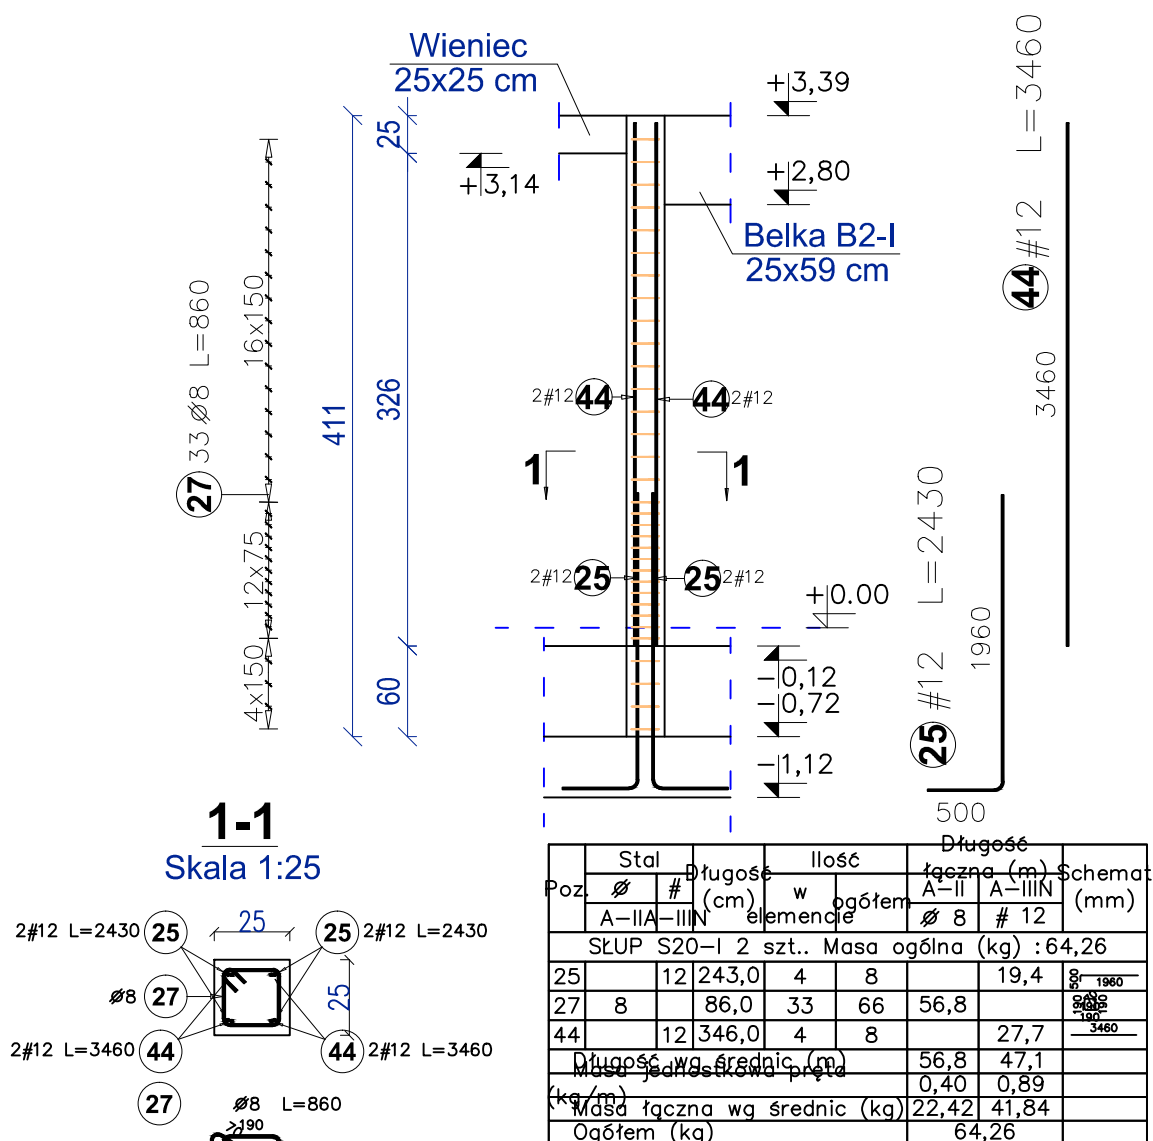 Wieniec
25x25 cm
+3,39
+3,14
+2,80
Belka B2-I
25x59 cm
25
326
411
60
16x150
12x75
4x150
27 33 Ø8 L=860
2#12 44
44 2#12
1 1
2#12 25
25 2#12
+0.00
-0,12
-0,72
-1,12
44 #12 L=3460
3460
25 #12 L=2430
1960
500
1-1
Skala 1:25
25
25
2#12 L=2430 25
25 2#12 L=2430
Ø8 27
2#12 L=3460 44
44 2#12 L=3460
27 Ø8 L=860
190
Poz. Stal Długość (cm) Ilość Długość łączna (m) Schemat (mm)
Ø # w elemencie ogółem A-II A-IIIN
A-II A-IIIN Ø 8 # 12
SŁUP S20-I 2 szt.. Masa ogólna (kg) :64,26
25 12 243,0 4 8 19,4 500 1960
27 8 86,0 33 66 56,8 190 190 190
44 12 346,0 4 8 27,7 3460
Długość wg średnic (m) 56,8 47,1
Masa jednostkowa pręta (kg/m) 0,40 0,89
Masa łączna wg średnic (kg) 22,42 41,84
Ogółem (kg) 64,26